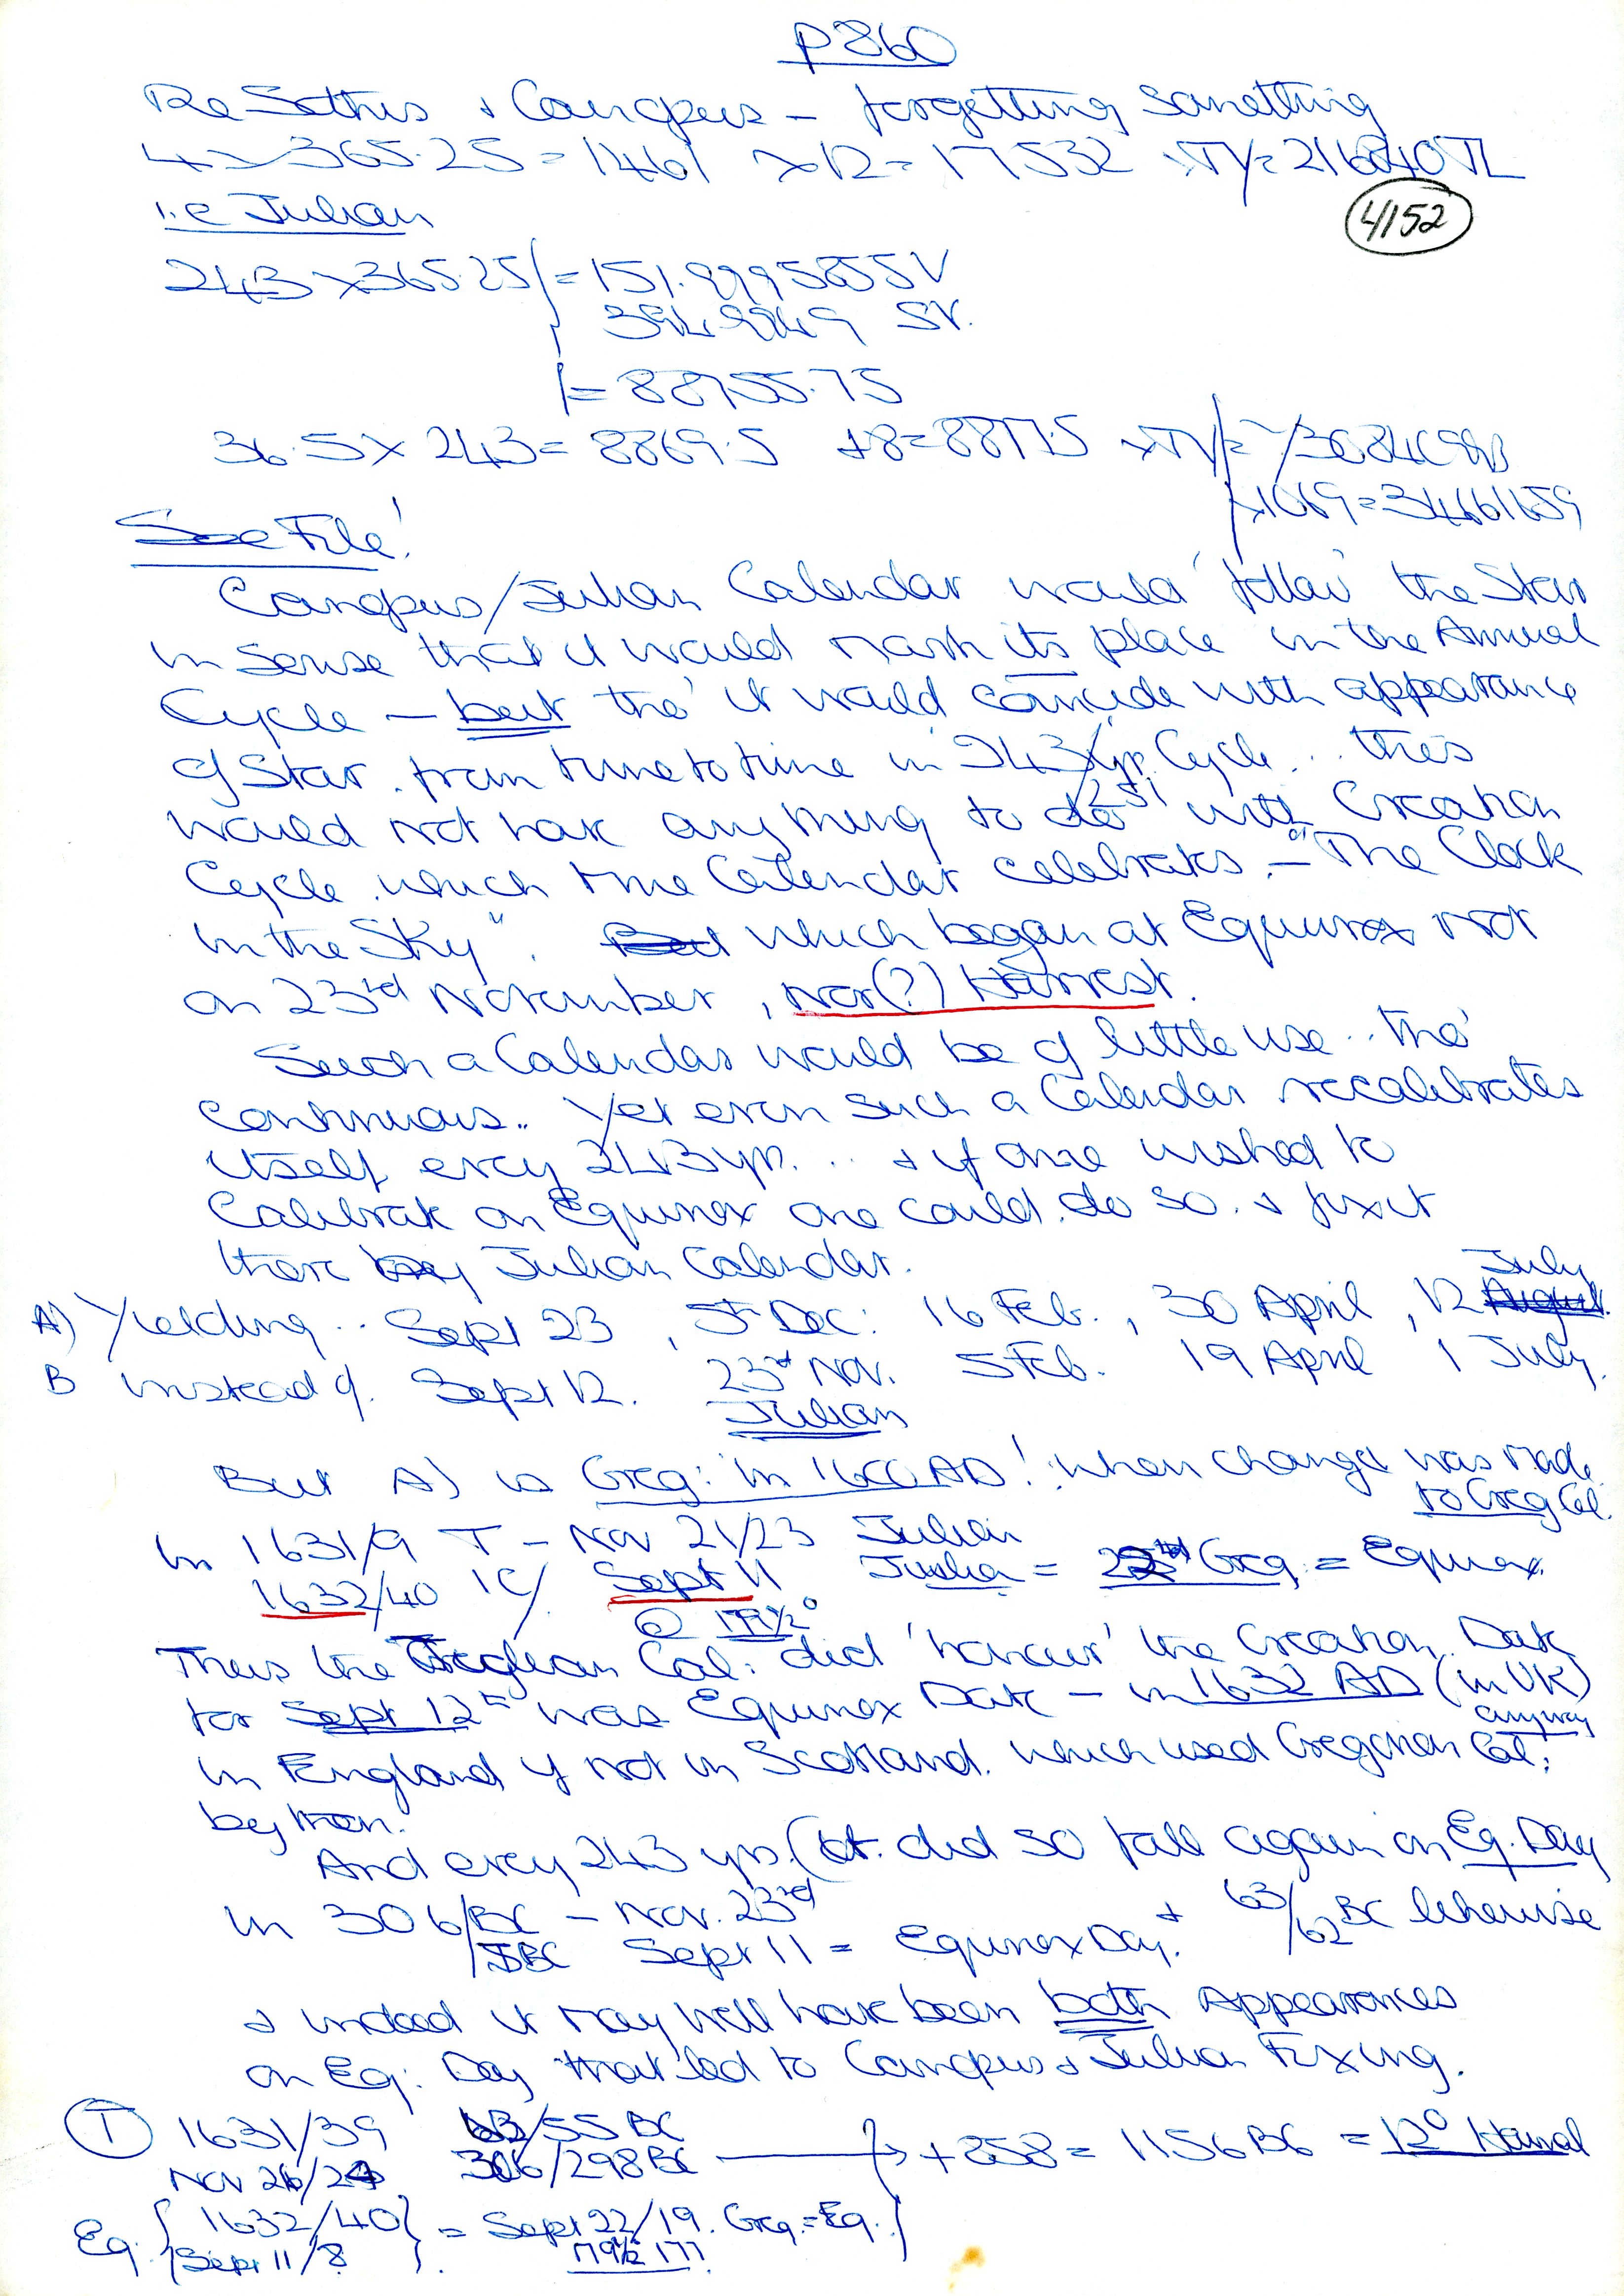 p 860
Re Sothis + Canopus – forgetting something
4 x 365.25 = 1461 x 12 = 17532 x TY = 216040 TL
i.e Julian
4/152
243 x 365.25 = 151.9995855 V
394.9949 SV.
= 88755.75
36.5 x 243 = 8869.5 + 8 = 8877.5 x TY =
x 1069 = 34661659
See File!
Canopus/Julian Calendar would 'follow' the Star
in sense that it would mark its place in the Annual
Cycle – but tho' it would coincide with appearance
of Star. from time to time in 243 yr. Cycle... this
251
would not have anything to do with Creation
Cycle which the Calendar celebrates. – "The Clock
in the Sky". But which began at Equinox not
on 23rd November, nor(?) Harvest.
Such a Calendar would be of little use.. tho'
continuous.. Yet even such a Calendar recalibrates
itself every 243 yrs... + if one wished to
Calibrate on Equinox one could do so. + fix it
there by Julian Calendar.
A) Yielding.. Sept 23, 5th Dec: 16 Feb., 30 April, 12 August July
B instead of. Sept 12. 23rd Nov. 5 Feb. 19 April 1 July.
Julian
But A) is Greg: in 1600 AD! when change was made
to Greg Cal.
In 1631/9 T – Nov 21/23 Julian
1632/40 IC/ Sept 11 Julian = 22nd Greg = Equinox.
@ 179½°
Thus the Julian Cal: did 'honour' the Creation Date
for Sept 12th was Equinox Date – in 1632 AD (in UK)
anyway
in England if not in Scotland. which used Gregorian Cal:
by then.
And every 243 yrs. (it did so fall again on Eq. Day
in 306/BC – Nov. 23rd + 63/62 BC likewise
/5BC Sept 11 = Equinox Day.
+ indeed it may well have been both Appearances
on Eq: Day that led to Canopus + Julian Fixing.
T 1631/39 63/55 BC
Nov 26/24 306/298 BC → + 858 = 1156 BC = 12°
Eq. { 1632/40 } = Sept 22/19. Greg. = Eq. }
{ Sept 11/8 179½ 177